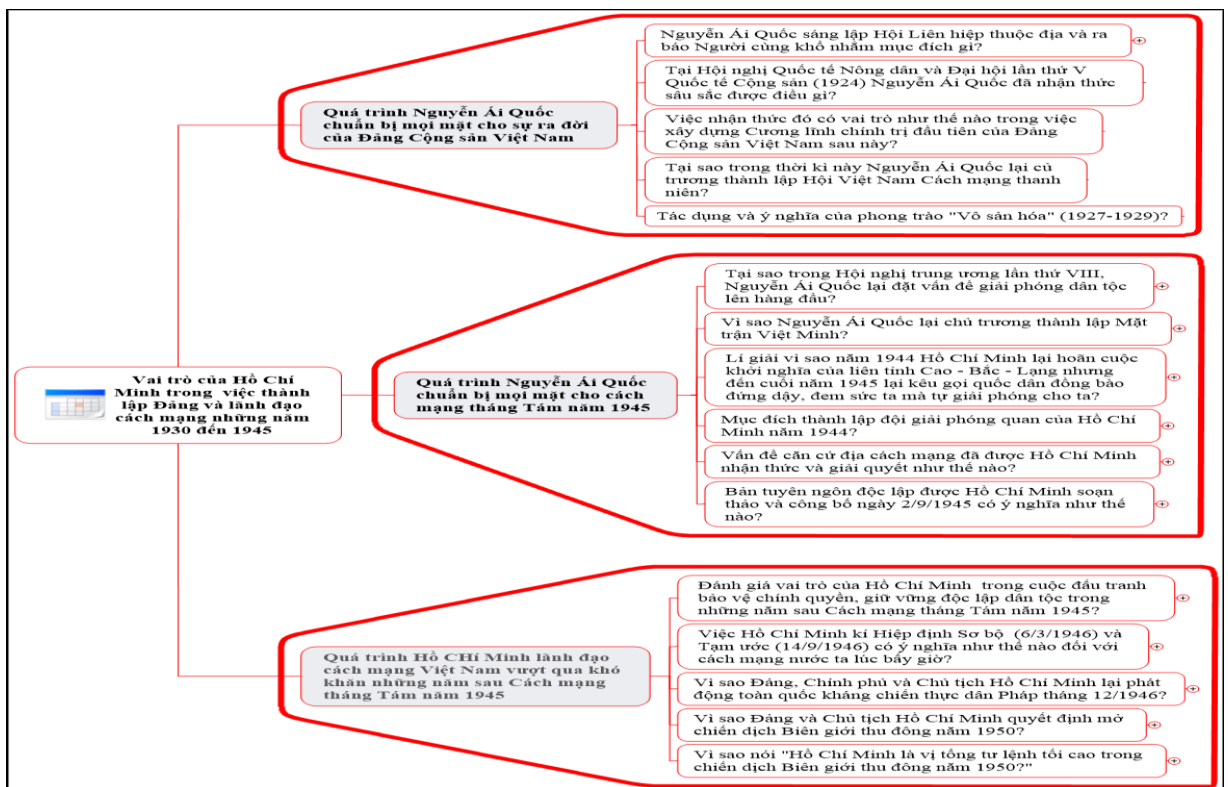 Vai trò của Hồ Chí
Minh trong việc thành
lập Đảng và lãnh đạo
cách mạng những năm
1930 đến 1945
Quá trình Nguyễn Ái Quốc
chuẩn bị mọi mặt cho sự ra đời
của Đảng Cộng sản Việt Nam
Nguyễn Ái Quốc sáng lập Hội Liên hiệp thuộc địa và ra
báo Người cùng khổ nhằm mục đích gì?
Tại Hội nghị Quốc tế Nông dân và Đại hội lần thứ V
Quốc tế Cộng sản (1924) Nguyễn Ái Quốc đã nhận thức
sâu sắc được điều gì?
Việc nhận thức đó có vai trò như thế nào trong việc
xây dựng Cương lĩnh chính trị đầu tiên của Đảng
Cộng sản Việt Nam sau này?
Tại sao trong thời kì này Nguyễn Ái Quốc lại củ
trương thành lập Hội Việt Nam Cách mạng thanh
niên?
Tác dụng và ý nghĩa của phong trào "Vô sản hóa" (1927-1929)?
Quá trình Nguyễn Ái Quốc
chuẩn bị mọi mặt cho cách
mạng tháng Tám năm 1945
Tại sao trong Hội nghị trung ương lần thứ VIII,
Nguyễn Ái Quốc lại đặt vấn đề giải phóng dân tộc
lên hàng đầu?
Vì sao Nguyễn Ái Quốc lại chủ trương thành lập Mặt
trận Việt Minh?
Lí giải vì sao năm 1944 Hồ Chí Minh lại hoãn cuộc
khởi nghĩa của liên tỉnh Cao - Bắc - Lạng nhưng
đến cuối năm 1945 lại kêu gọi quốc dân đồng bào
đứng dậy, đem sức ta mà tự giải phóng cho ta?
Mục đích thành lập đội giải phóng quan của Hồ Chí
Minh năm 1944?
Vấn đề căn cứ địa cách mạng đã được Hồ Chí Minh
nhận thức và giải quyết như thế nào?
Bản tuyên ngôn độc lập được Hồ Chí Minh soạn
thảo và công bố ngày 2/9/1945 có ý nghĩa như thế
nào?
Quá trình Hồ CHí Minh lãnh đạo
cách mạng Việt Nam vượt qua khó
khăn những năm sau Cách mạng
tháng Tám năm 1945
Đánh giá vai trò của Hồ Chí Minh trong cuộc đấu tranh
bảo vệ chính quyền, giữ vững độc lập dân tộc trong
những năm sau Cách mạng tháng Tám năm 1945?
Việc Hồ Chí Minh kí Hiệp định Sơ bộ (6/3/1946) và
Tạm ước (14/9/1946) có ý nghĩa như thế nào đối với
cách mạng nước ta lúc bấy giờ?
Vì sao Đảng, Chính phủ và Chủ tịch Hồ Chí Minh lại phát
động toàn quốc kháng chiến thực dân Pháp tháng 12/1946?
Vì sao Đảng và Chủ tịch Hồ Chí Minh quyết định mở
chiến dịch Biên giới thu đông năm 1950?
Vì sao nói "Hồ Chí Minh là vị tổng tư lệnh tối cao trong
chiến dịch Biên giới thu đông năm 1950?"